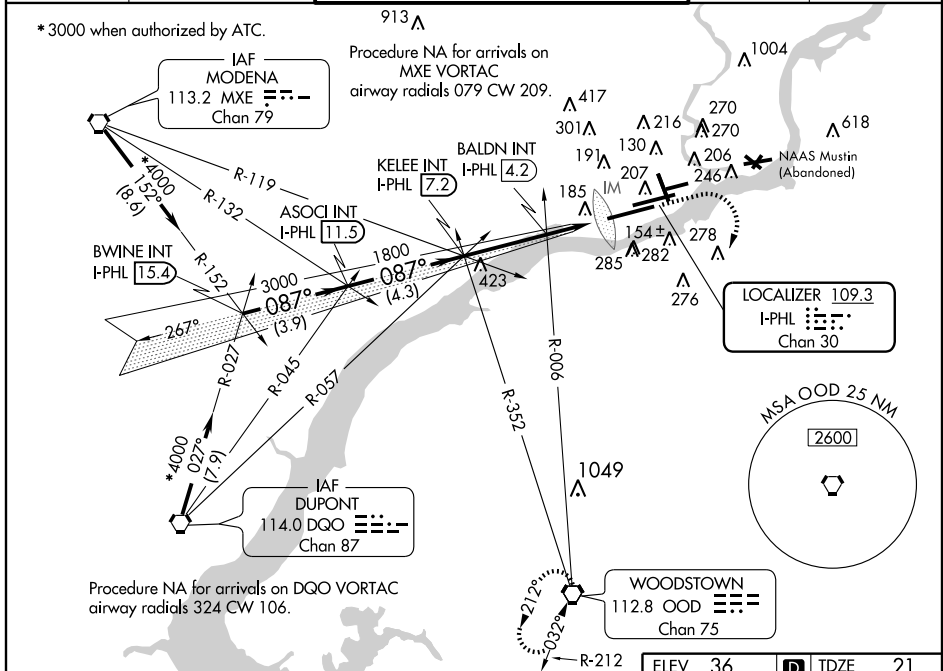 *3000 when authorized by ATC.
913
Procedure NA for arrivals on
MXE VORTAC
airway radials 079 CW 209.
IAF
MODENA
113.2 MXE
Chan 79
1004
417
301
216
270
270
618
130
191
206
246
NAAS Mustin
(Abandoned)
207
IM
185
BALDN INT
I-PHL 4.2
KELEE INT
I-PHL 7.2
ASOCI INT
I-PHL 11.5
BWINE INT
I-PHL 15.4
*4000
152°
(8.6)
R-119
R-132
R-152
3000
087°
(3.9)
1800
087°
(4.3)
267°
423
154±
285
282
278
276
LOCALIZER 109.3
I-PHL
Chan 30
R-027
R-045
R-057
R-352
R-006
*4000
027°
(7.9)
IAF
DUPONT
114.0 DQO
Chan 87
1049
MSA OOD 25 NM
2600
Procedure NA for arrivals on DQO VORTAC
airway radials 324 CW 106.
WOODSTOWN
112.8 OOD
Chan 75
212°
032°
R-212
ELEV 36
D
TDZE 21